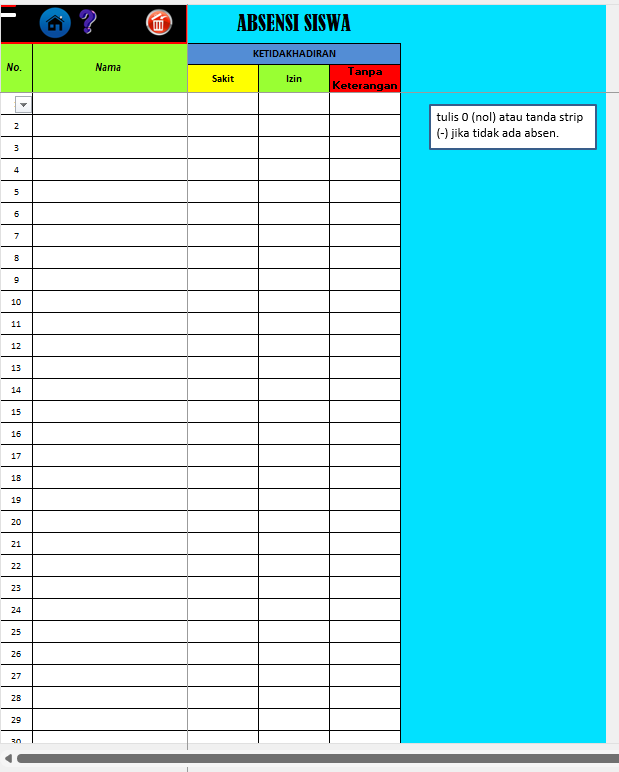 ABSENSI SISWA
KETIDAKHADIRAN
No.
Nama
Sakit
Izin
Tanpa
Keterangan
tulis 0 (nol) atau tanda strip
(-) jika tidak ada absen.
2
3
4
5
6
7
8
9
10
11
12
13
14
15
16
17
18
19
20
21
22
23
24
25
26
27
28
29
30